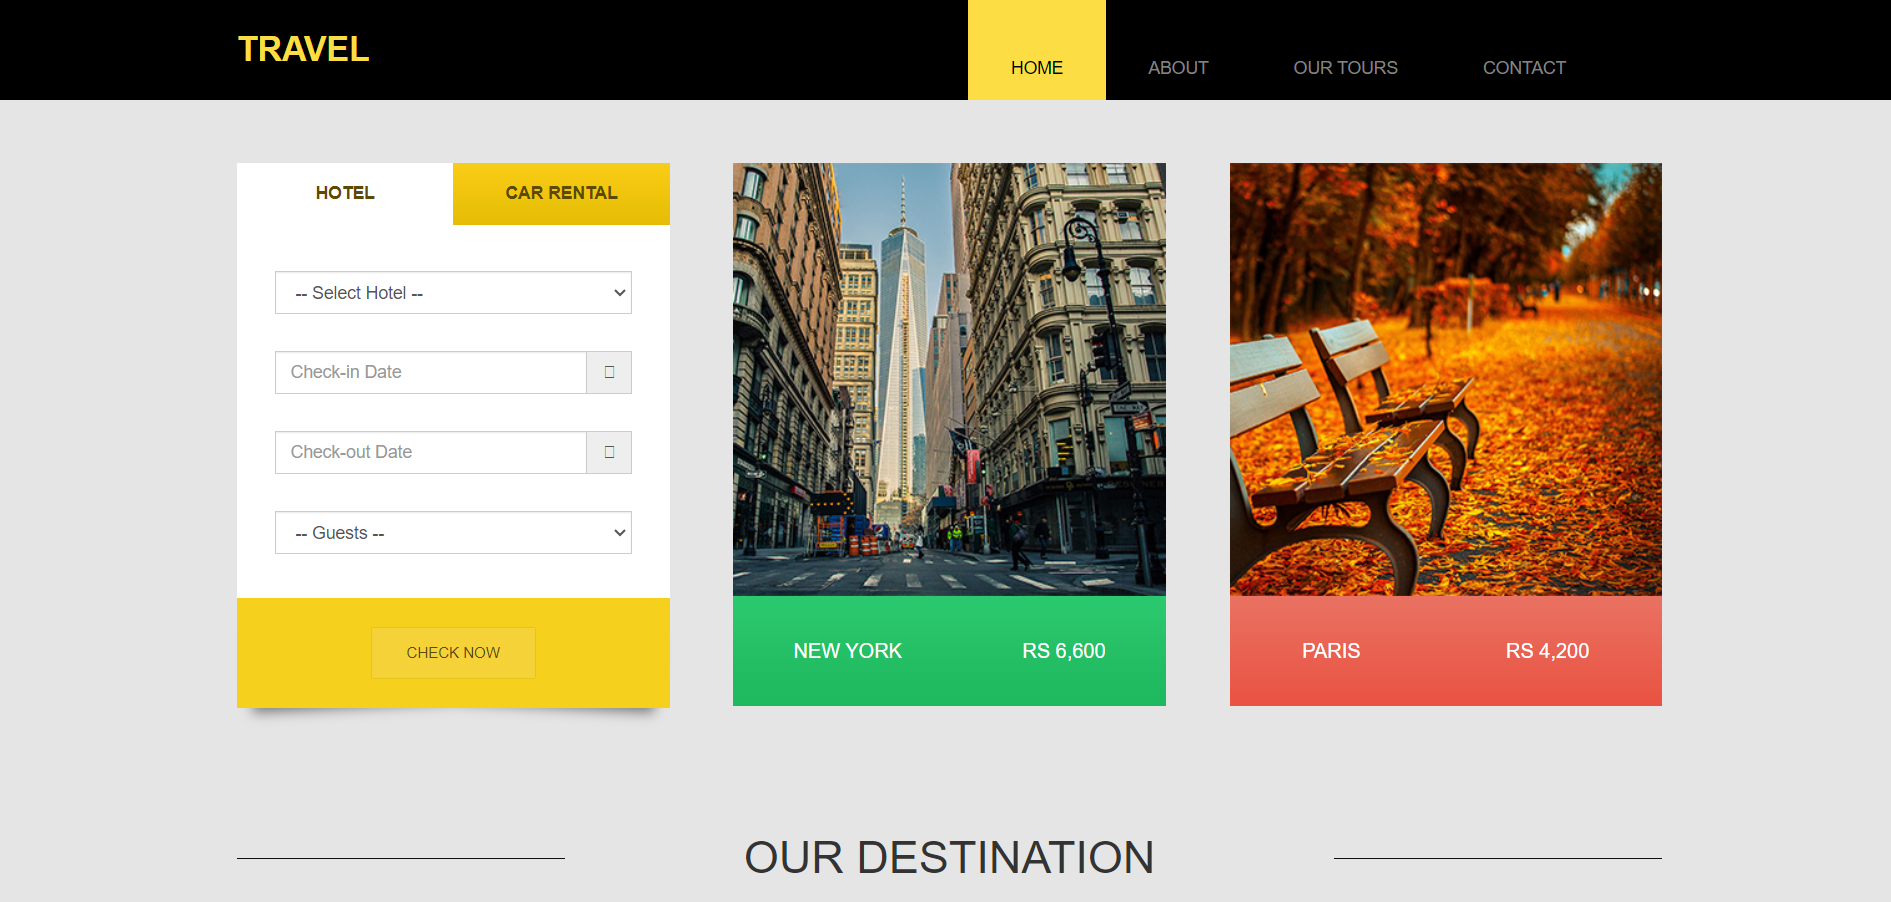 TRAVEL
HOME ABOUT OUR TOURS CONTACT
HOTEL CAR RENTAL
-- Select Hotel --
Check-in Date
Check-out Date
-- Guests --
CHECK NOW
NEW YORK RS 6,600
PARIS RS 4,200
OUR DESTINATION